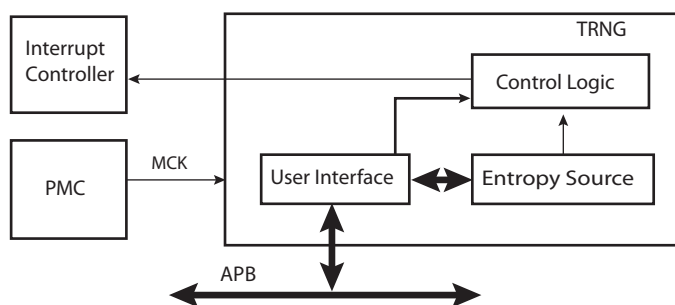 TRNG
Interrupt
Controller
Control Logic
MCK
PMC
User Interface
Entropy Source
APB